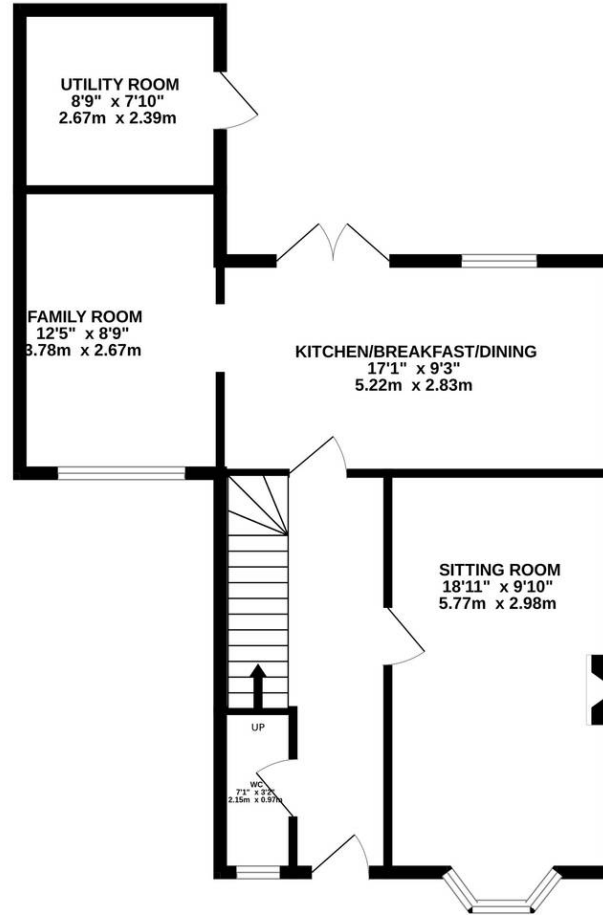 UTILITY ROOM
8'9" x 7'10"
2.67m x 2.39m
FAMILY ROOM
12'5" x 8'9"
3.78m x 2.67m
KITCHEN/BREAKFAST/DINING
17'1" x 9'3"
5.22m x 2.83m
SITTING ROOM
18'11" x 9'10"
5.77m x 2.98m
UP
WC
7'1" x 3'2"
2.15m x 0.97m